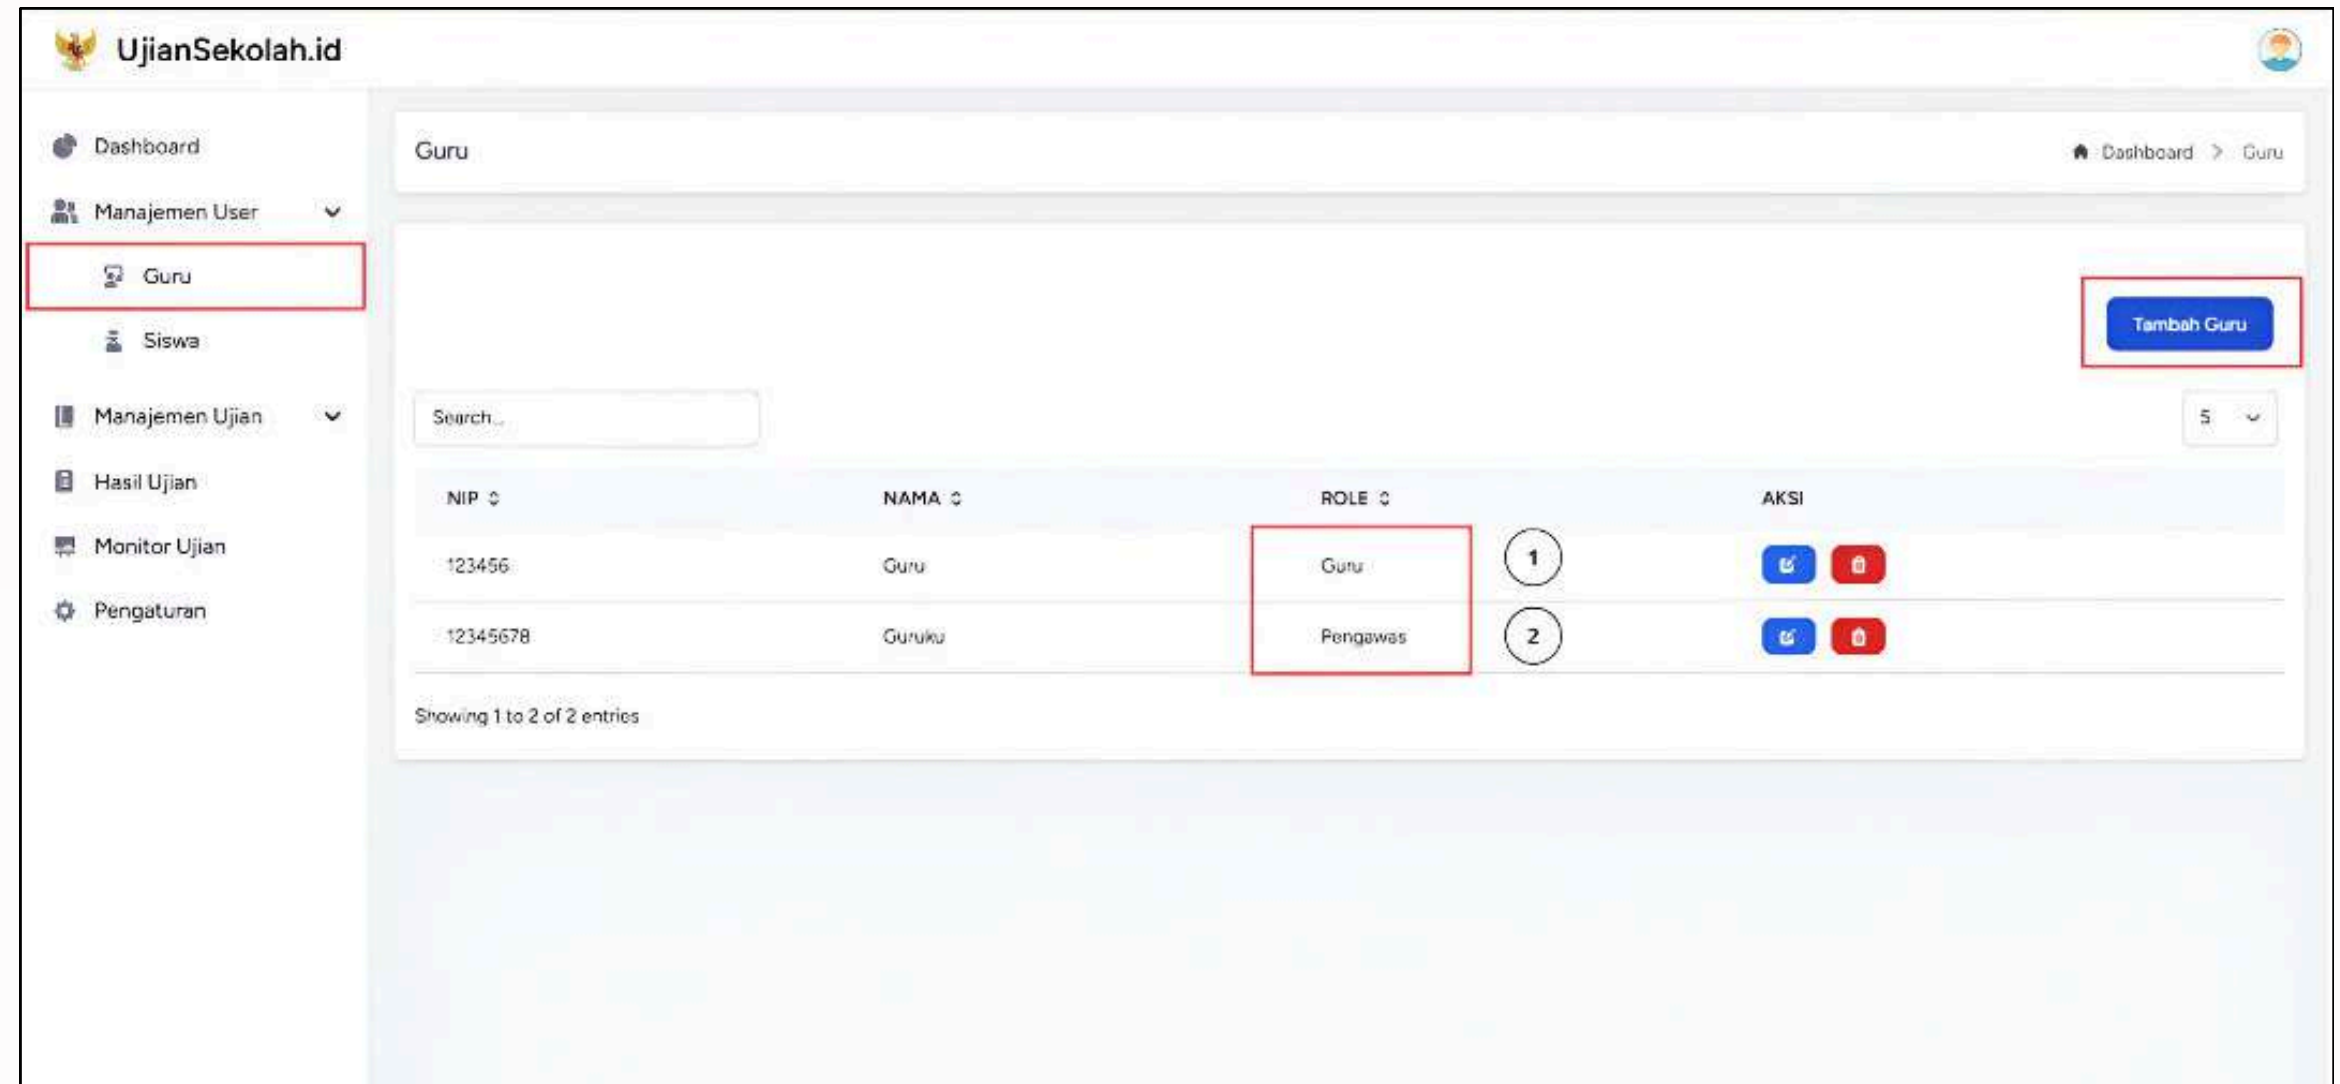 UjianSekolah.id
Dashboard
Manajemen User
Guru
Siswa
Manajemen Ujian
Hasil Ujian
Monitor Ujian
Pengaturan
Guru
Dashboard > Guru
Tambah Guru
Search...
5
NIP NAMA ROLE AKSI
123456 Guru Guru 1
12345678 Guruku Pengawas 2
Showing 1 to 2 of 2 entries